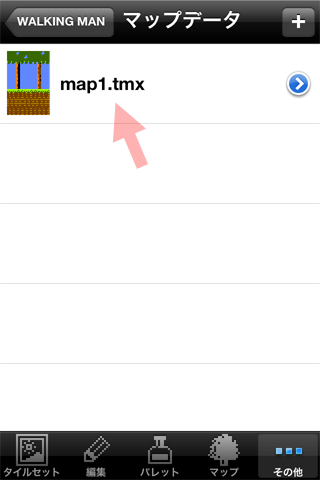 WALKING MAN
マップデータ
+
map1.tmx
タイルセット
編集
パレット
マップ
その他